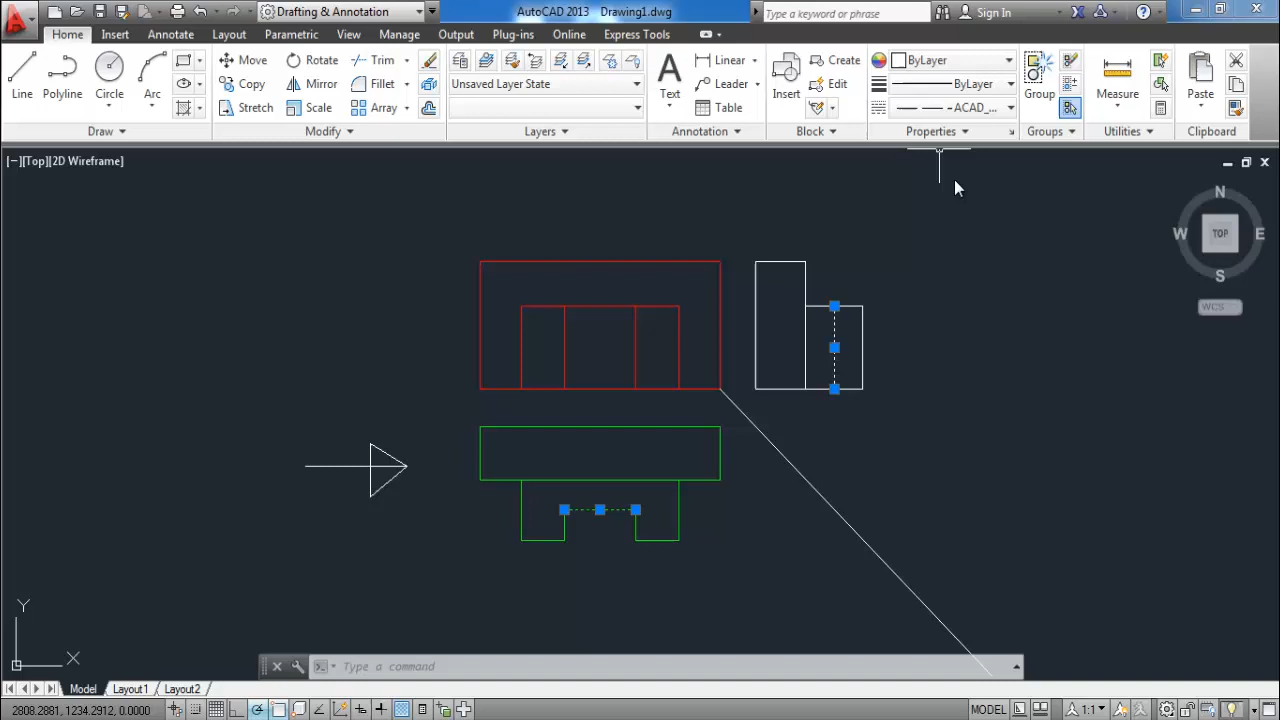 Drafting & Annotation
AutoCAD 2013 Drawing1.dwg
Type a keyword or phrase
Sign In
Home Insert Annotate Layout Parametric View Manage Output Plug-ins Online Express Tools
Line Polyline Circle Arc
Move Rotate Trim
Copy Mirror Fillet
Stretch Scale Array
Unsaved Layer State
Text
Linear
Leader
Table
Insert
Create
Edit
ByLayer
ByLayer
ACAD_...
Group
Measure
Paste
Draw Modify Layers Annotation Block Properties Groups Utilities Clipboard
[−][Top][2D Wireframe]
N
W TOP E
S
WCS
Y
X
Type a command
Model Layout1 Layout2
2808.2881, 1234.2912, 0.0000
MODEL
1:1